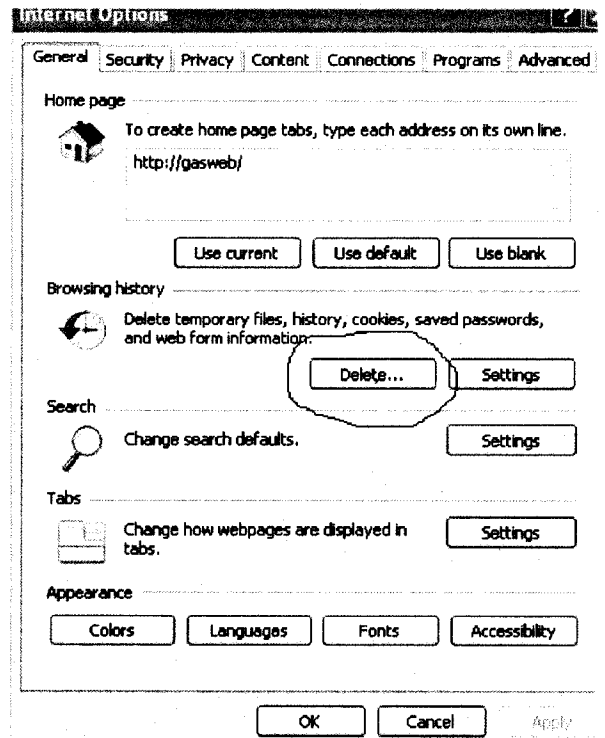 Internet Options
General Security Privacy Content Connections Programs Advanced
Home page
To create home page tabs, type each address on its own line.
http://gasweb/
Use current Use default Use blank
Browsing history
Delete temporary files, history, cookies, saved passwords,
and web form information.
Delete... Settings
Search
Change search defaults. Settings
Tabs
Change how webpages are displayed in
tabs.
Settings
Appearance
Colors Languages Fonts Accessibility
OK Cancel Apply